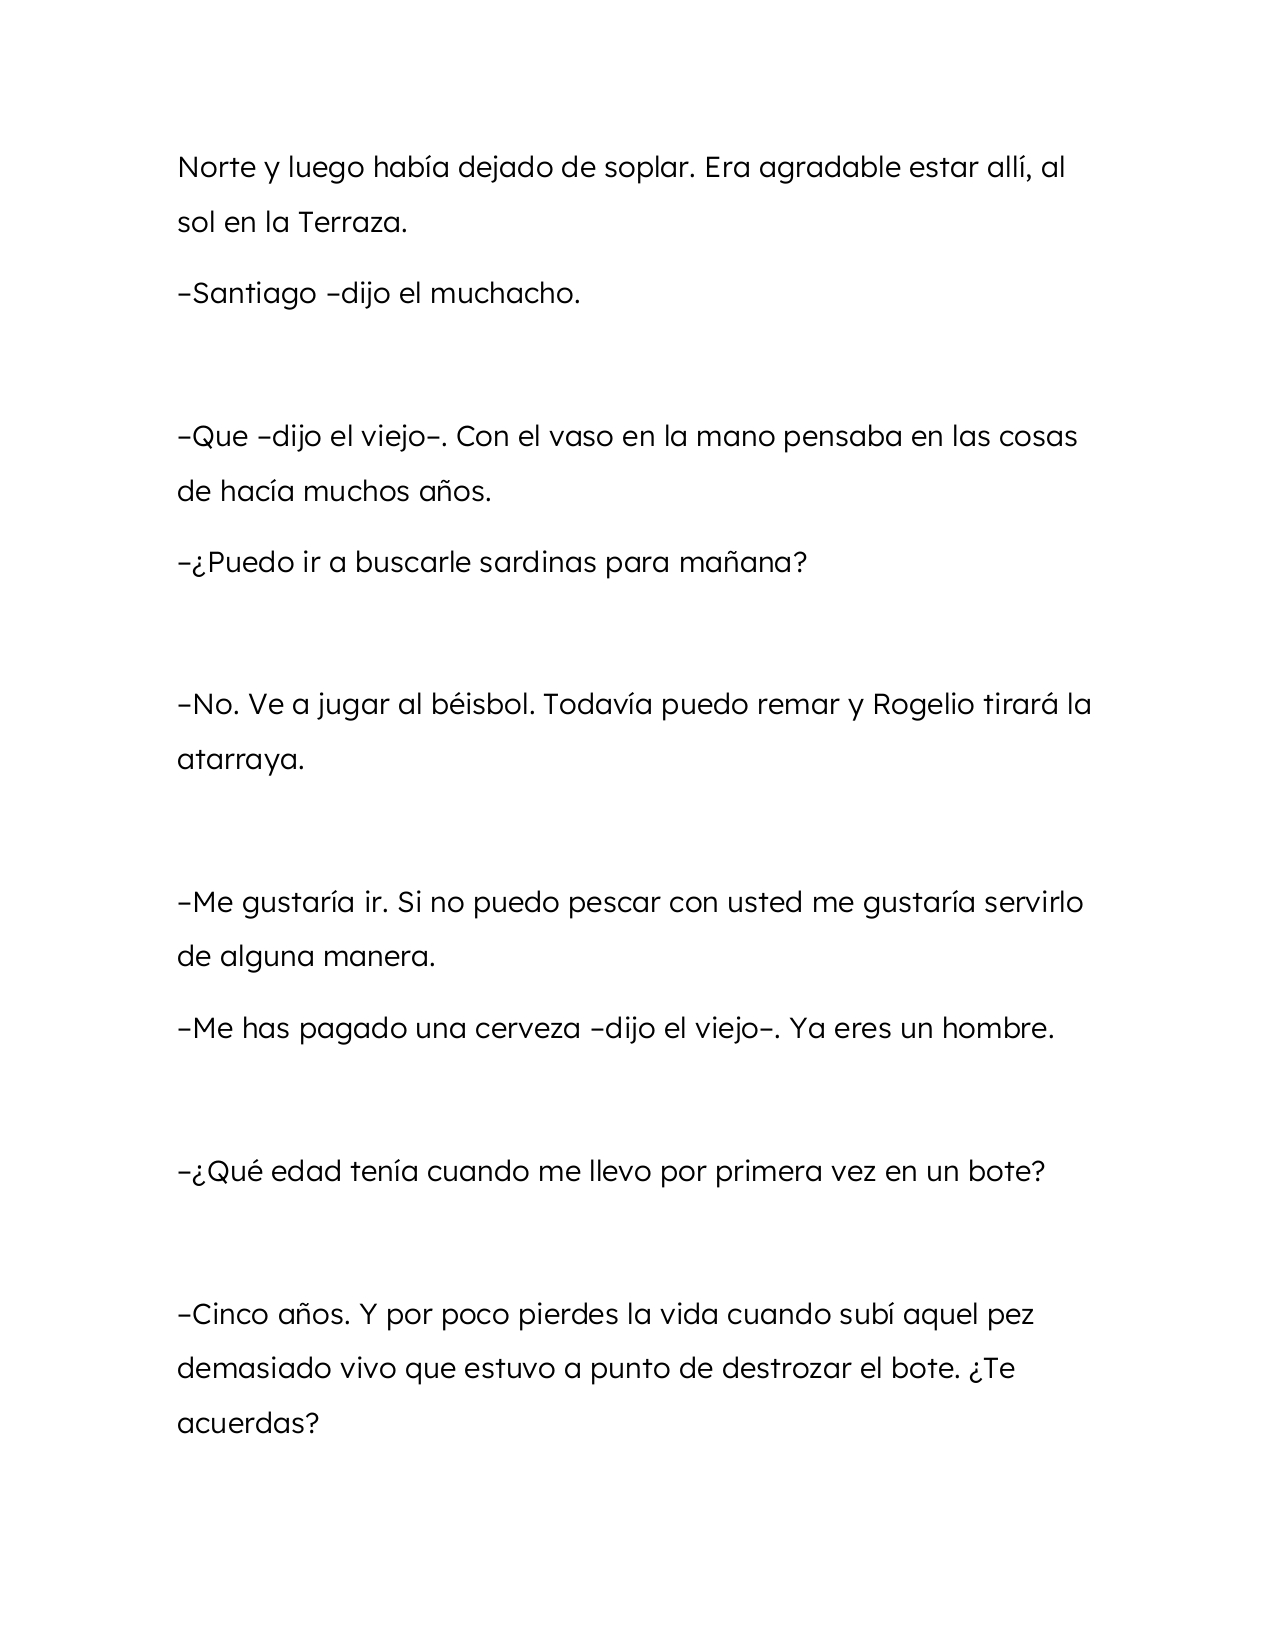 Norte y luego había dejado de soplar. Era agradable estar allí, al
sol en la Terraza.
–Santiago –dijo el muchacho.
–Que –dijo el viejo–. Con el vaso en la mano pensaba en las cosas
de hacía muchos años.
–¿Puedo ir a buscarle sardinas para mañana?
–No. Ve a jugar al béisbol. Todavía puedo remar y Rogelio tirará la
atarraya.
–Me gustaría ir. Si no puedo pescar con usted me gustaría servirlo
de alguna manera.
–Me has pagado una cerveza –dijo el viejo–. Ya eres un hombre.
–¿Qué edad tenía cuando me llevo por primera vez en un bote?
–Cinco años. Y por poco pierdes la vida cuando subí aquel pez
demasiado vivo que estuvo a punto de destrozar el bote. ¿Te
acuerdas?